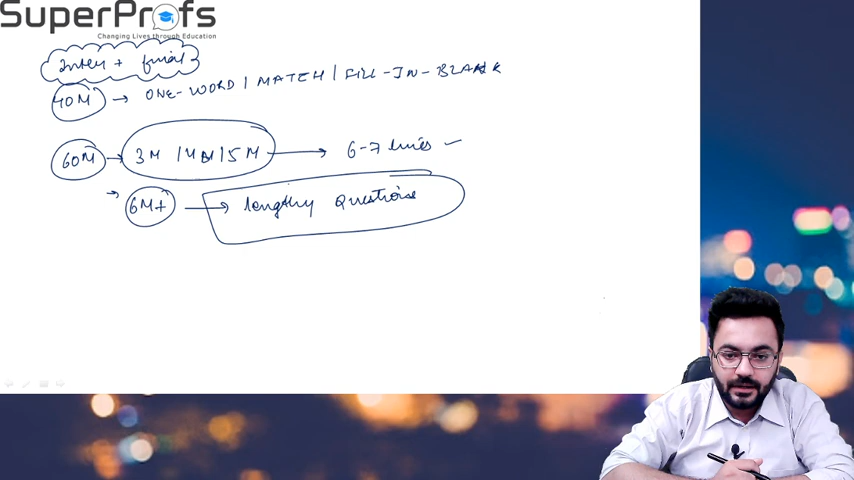 SuperProfs
Changing Lives through Education
Inter + final
40M → ONE-WORD / MATCH / FILL-IN-BLANK
60M → 3M / 4M / 5M → 6-7 lines ✓
→ 6M+ → lengthy Questions